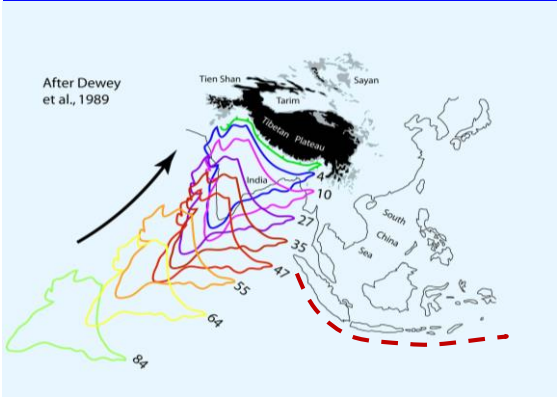 After Dewey
et al., 1989
Tien Shan
Sayan
Tarim
Tibetan Plateau
India
4
10
27
35
47
55
64
84
South
China
Sea